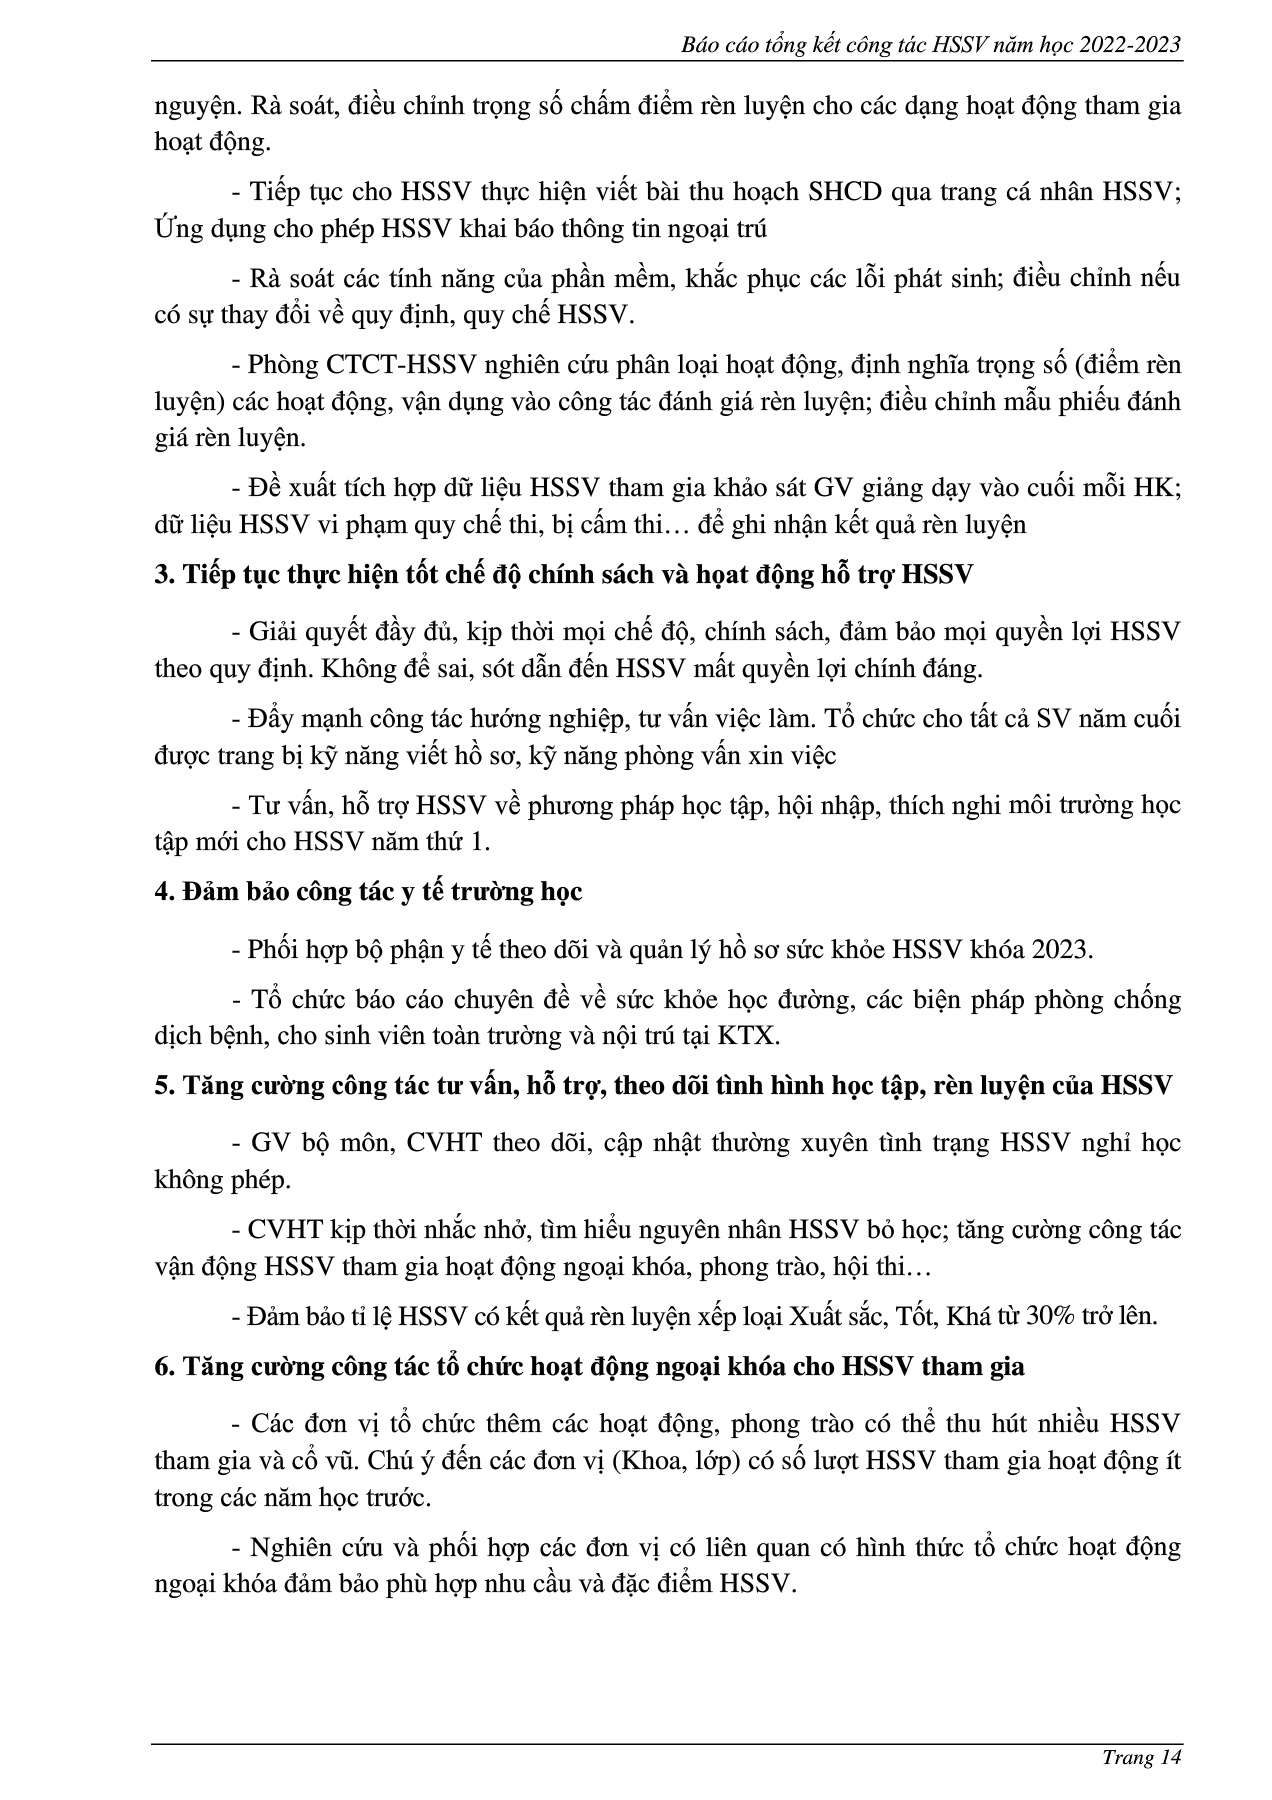 Báo cáo tổng kết công tác HSSV năm học 2022-2023
nguyện. Rà soát, điều chỉnh trọng số chấm điểm rèn luyện cho các dạng hoạt động tham gia
hoạt động.
- Tiếp tục cho HSSV thực hiện viết bài thu hoạch SHCD qua trang cá nhân HSSV;
Ứng dụng cho phép HSSV khai báo thông tin ngoại trú
- Rà soát các tính năng của phần mềm, khắc phục các lỗi phát sinh; điều chỉnh nếu
có sự thay đổi về quy định, quy chế HSSV.
- Phòng CTCT-HSSV nghiên cứu phân loại hoạt động, định nghĩa trọng số (điểm rèn
luyện) các hoạt động, vận dụng vào công tác đánh giá rèn luyện; điều chỉnh mẫu phiếu đánh
giá rèn luyện.
- Đề xuất tích hợp dữ liệu HSSV tham gia khảo sát GV giảng dạy vào cuối mỗi HK;
dữ liệu HSSV vi phạm quy chế thi, bị cấm thi… để ghi nhận kết quả rèn luyện
3. Tiếp tục thực hiện tốt chế độ chính sách và họat động hỗ trợ HSSV
- Giải quyết đầy đủ, kịp thời mọi chế độ, chính sách, đảm bảo mọi quyền lợi HSSV
theo quy định. Không để sai, sót dẫn đến HSSV mất quyền lợi chính đáng.
- Đẩy mạnh công tác hướng nghiệp, tư vấn việc làm. Tổ chức cho tất cả SV năm cuối
được trang bị kỹ năng viết hồ sơ, kỹ năng phòng vấn xin việc
- Tư vấn, hỗ trợ HSSV về phương pháp học tập, hội nhập, thích nghi môi trường học
tập mới cho HSSV năm thứ 1.
4. Đảm bảo công tác y tế trường học
- Phối hợp bộ phận y tế theo dõi và quản lý hồ sơ sức khỏe HSSV khóa 2023.
- Tổ chức báo cáo chuyên đề về sức khỏe học đường, các biện pháp phòng chống
dịch bệnh, cho sinh viên toàn trường và nội trú tại KTX.
5. Tăng cường công tác tư vấn, hỗ trợ, theo dõi tình hình học tập, rèn luyện của HSSV
- GV bộ môn, CVHT theo dõi, cập nhật thường xuyên tình trạng HSSV nghỉ học
không phép.
- CVHT kịp thời nhắc nhở, tìm hiểu nguyên nhân HSSV bỏ học; tăng cường công tác
vận động HSSV tham gia hoạt động ngoại khóa, phong trào, hội thi…
- Đảm bảo tỉ lệ HSSV có kết quả rèn luyện xếp loại Xuất sắc, Tốt, Khá từ 30% trở lên.
6. Tăng cường công tác tổ chức hoạt động ngoại khóa cho HSSV tham gia
- Các đơn vị tổ chức thêm các hoạt động, phong trào có thể thu hút nhiều HSSV
tham gia và cổ vũ. Chú ý đến các đơn vị (Khoa, lớp) có số lượt HSSV tham gia hoạt động ít
trong các năm học trước.
- Nghiên cứu và phối hợp các đơn vị có liên quan có hình thức tổ chức hoạt động
ngoại khóa đảm bảo phù hợp nhu cầu và đặc điểm HSSV.
Trang 14